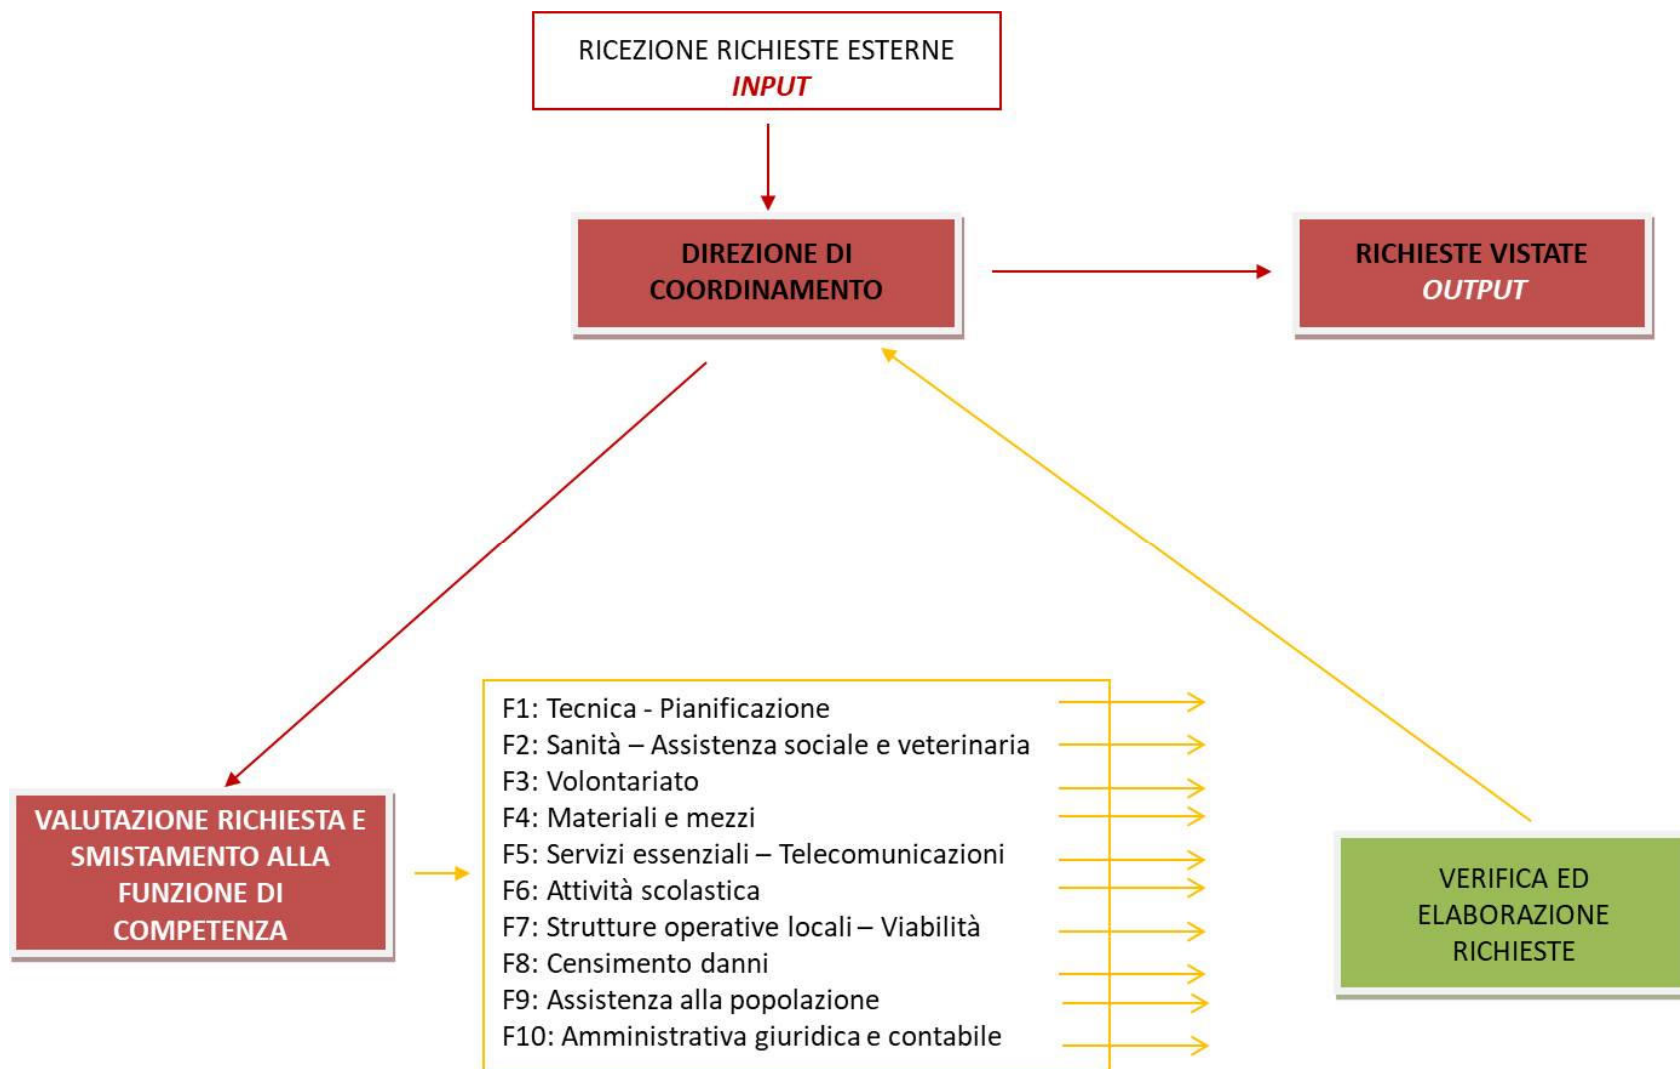 RICEZIONE RICHIESTE ESTERNE
INPUT
DIREZIONE DI
COORDINAMENTO
RICHIESTE VISTATE
OUTPUT
VALUTAZIONE RICHIESTA E
SMISTAMENTO ALLA
FUNZIONE DI
COMPETENZA
F1: Tecnica - Pianificazione
F2: Sanità – Assistenza sociale e veterinaria
F3: Volontariato
F4: Materiali e mezzi
F5: Servizi essenziali – Telecomunicazioni
F6: Attività scolastica
F7: Strutture operative locali – Viabilità
F8: Censimento danni
F9: Assistenza alla popolazione
F10: Amministrativa giuridica e contabile
VERIFICA ED
ELABORAZIONE
RICHIESTE